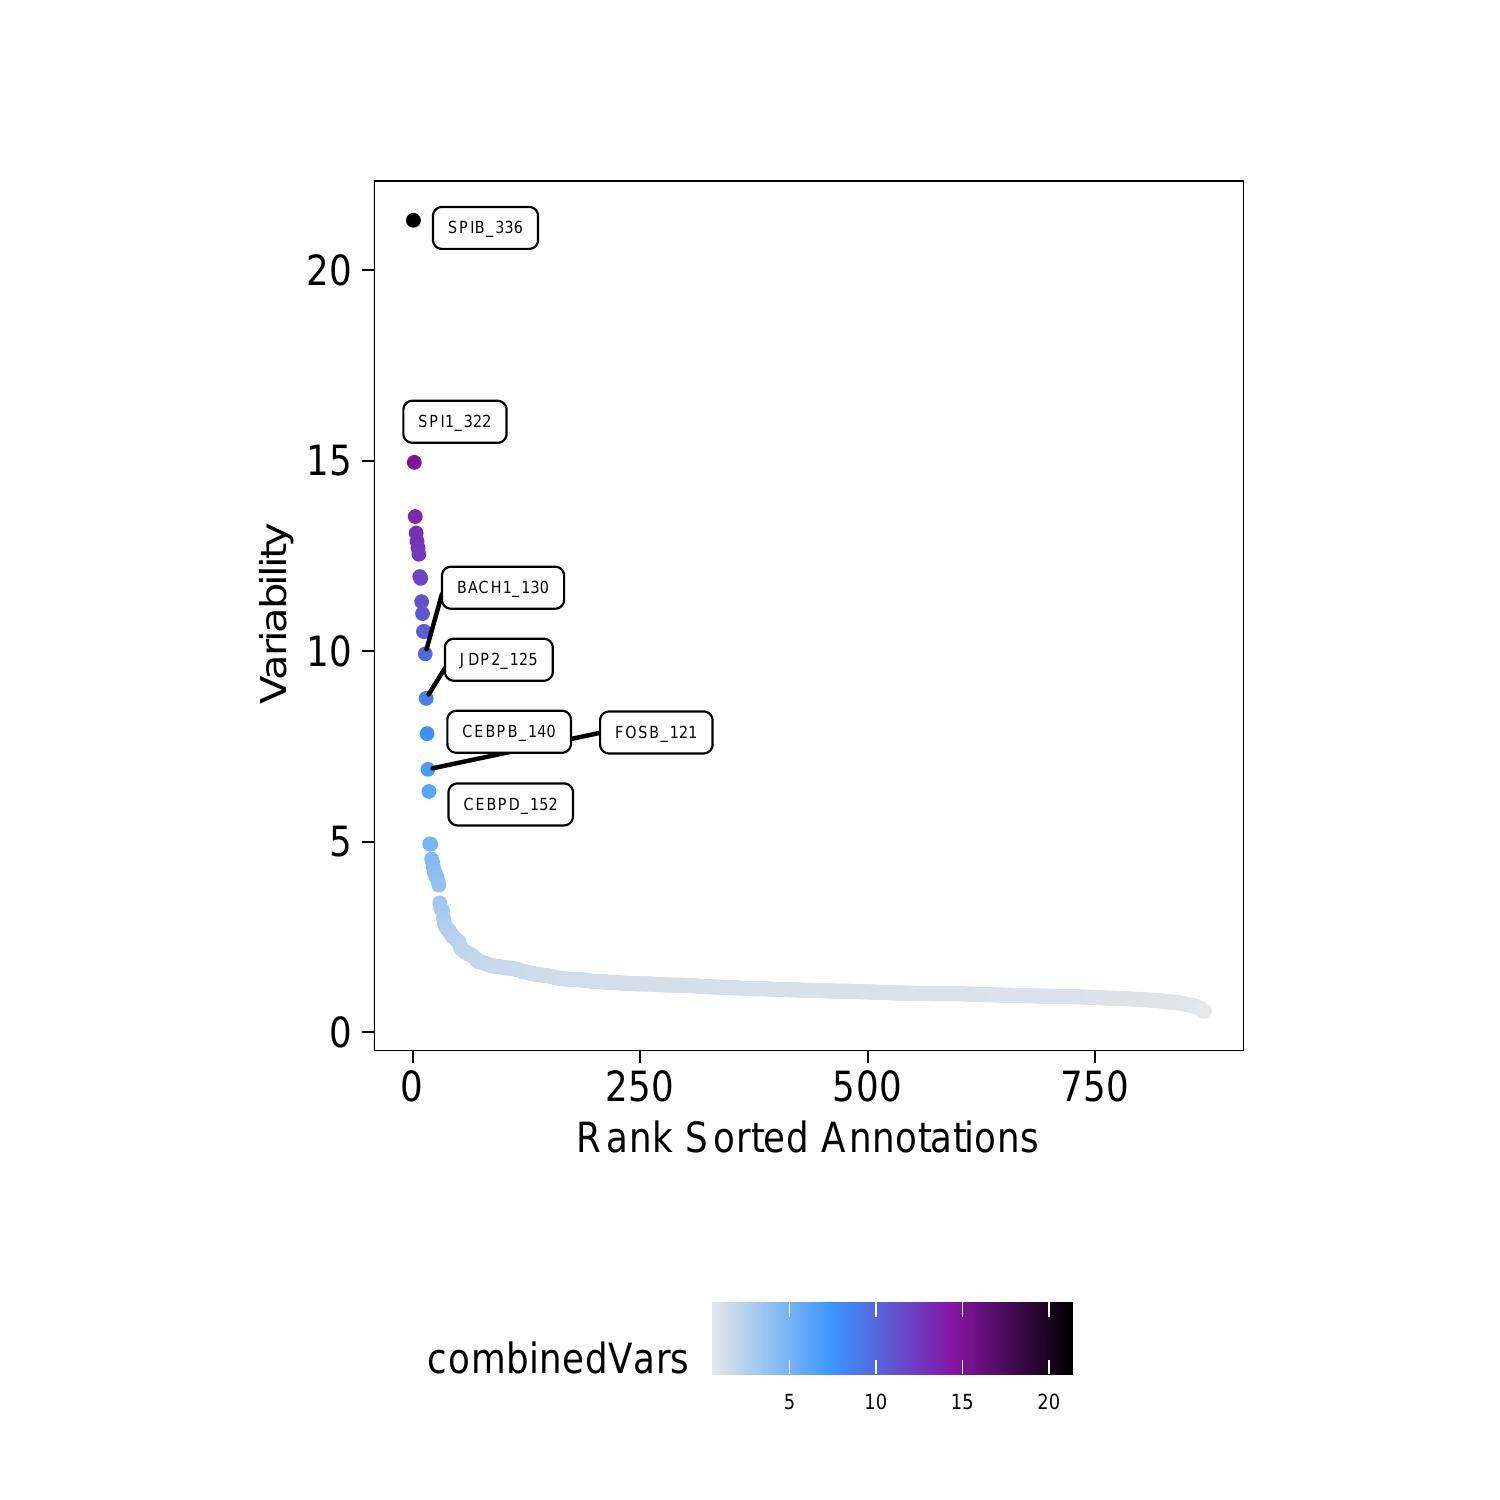 SPIB_336
20
SPI1_322
15
BACH1_130
10
JDP2_125
CEBPB_140
FOSB_121
CEBPD_152
5
0
Variability
0 250 500 750
Rank Sorted Annotations
combinedVars
5 10 15 20